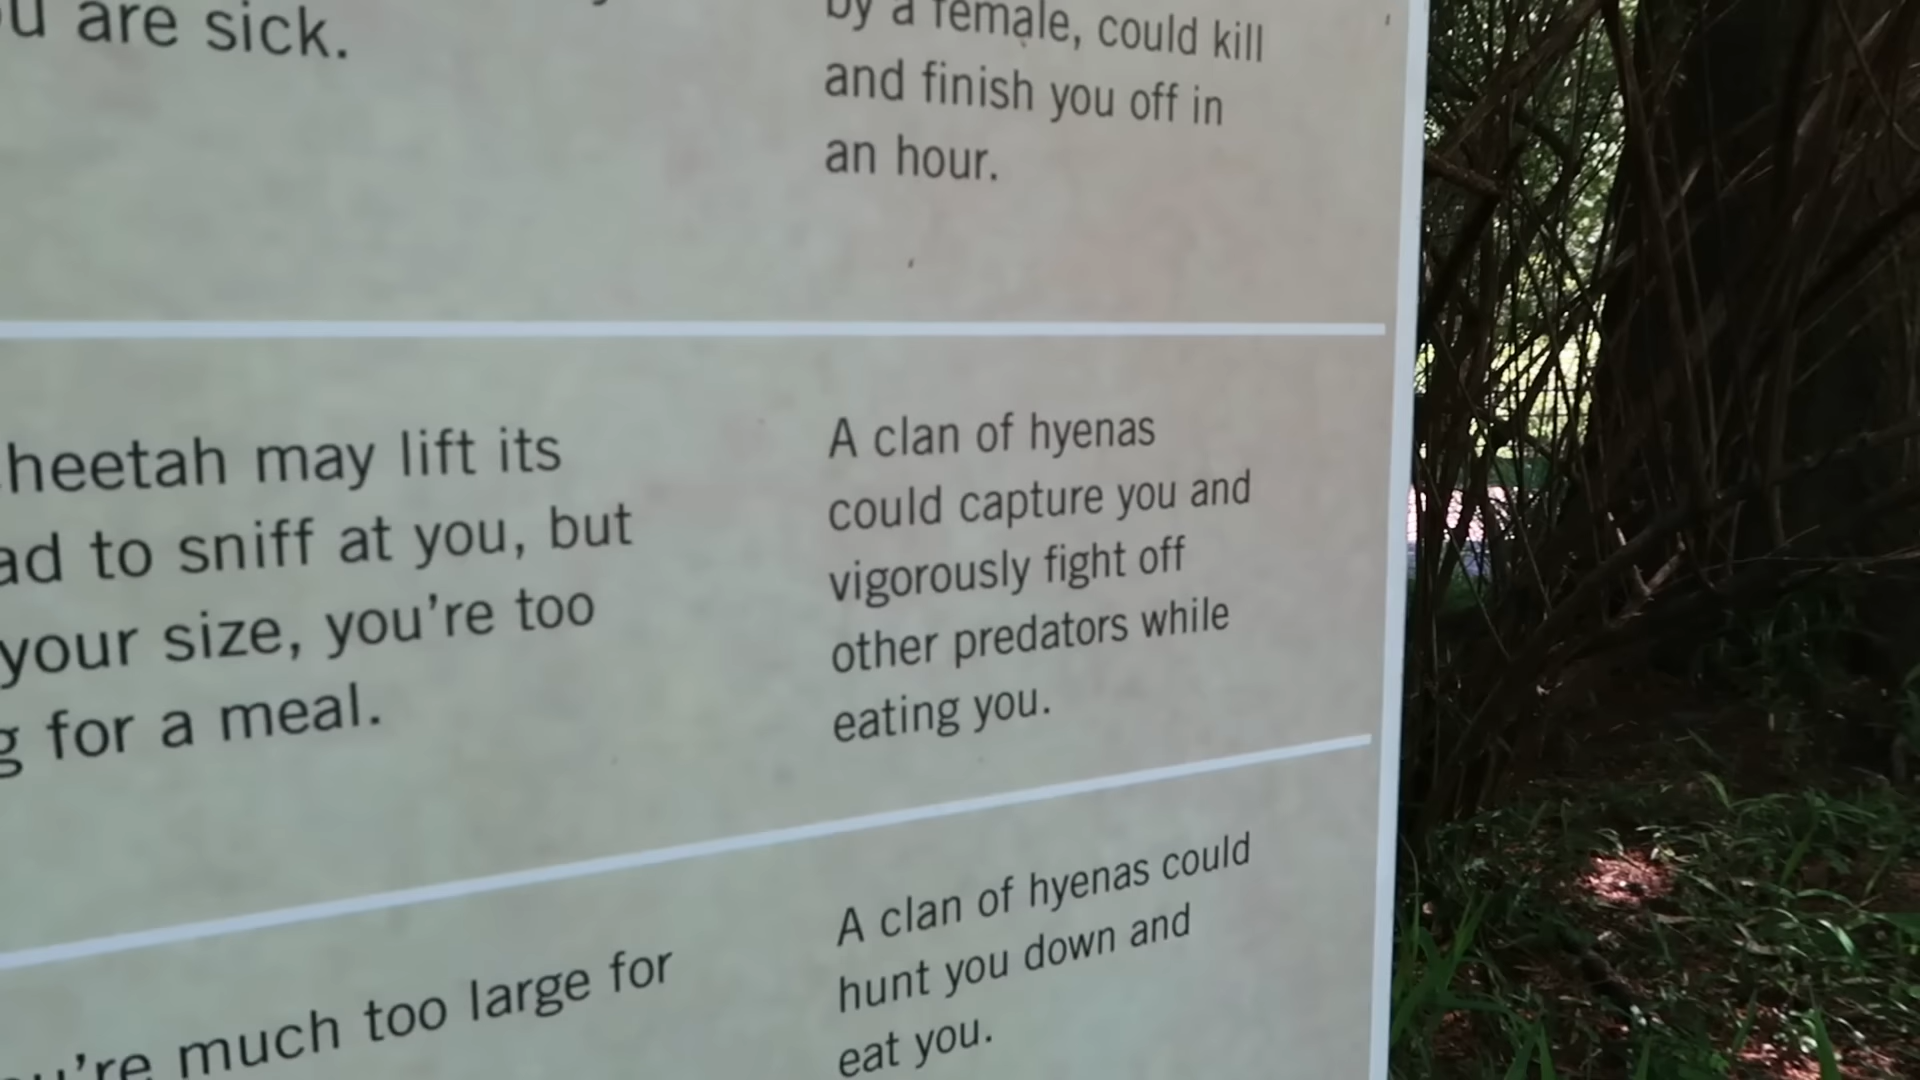 are sick.
by a female, could kill
and finish you off in
an hour.
may lift its
to sniff at you, but
your size, you're too
for a meal.
A clan of hyenas
could capture you and
vigorously fight off
other predators while
eating you.
much too large for
A clan of hyenas could
hunt you down and
eat you.